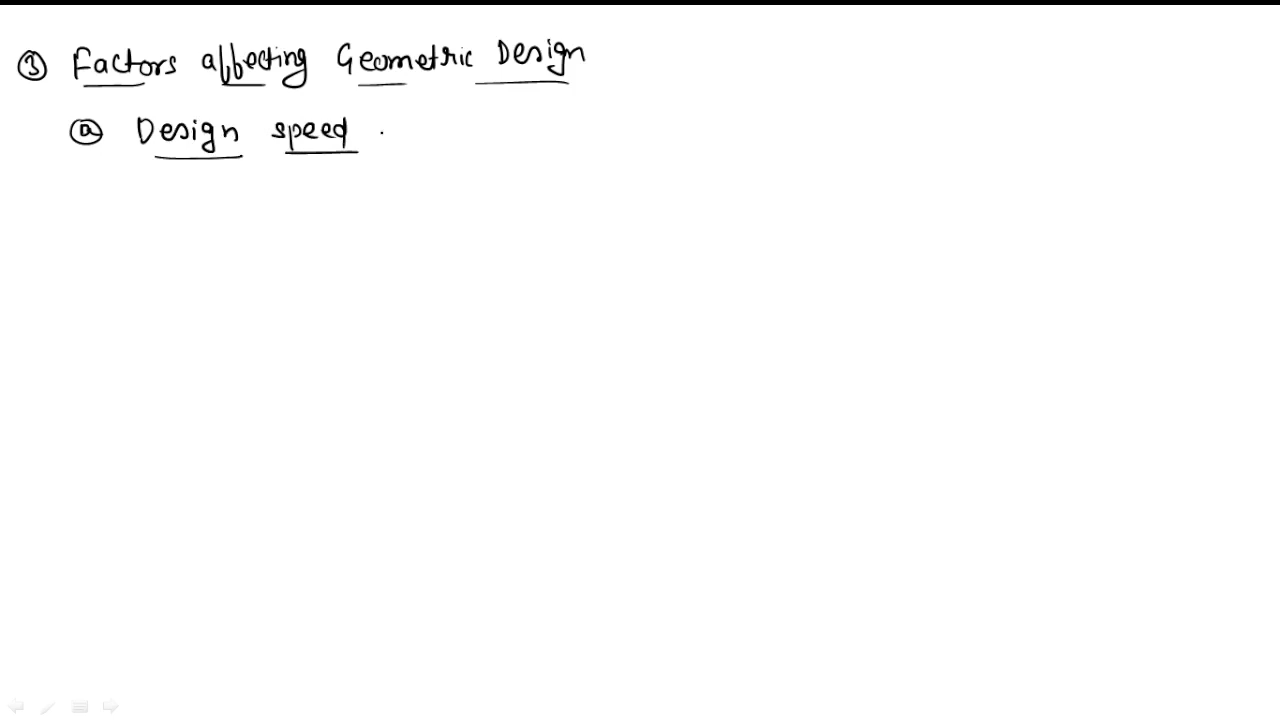 ③ Factors affecting Geometric Design
ⓐ Design speed